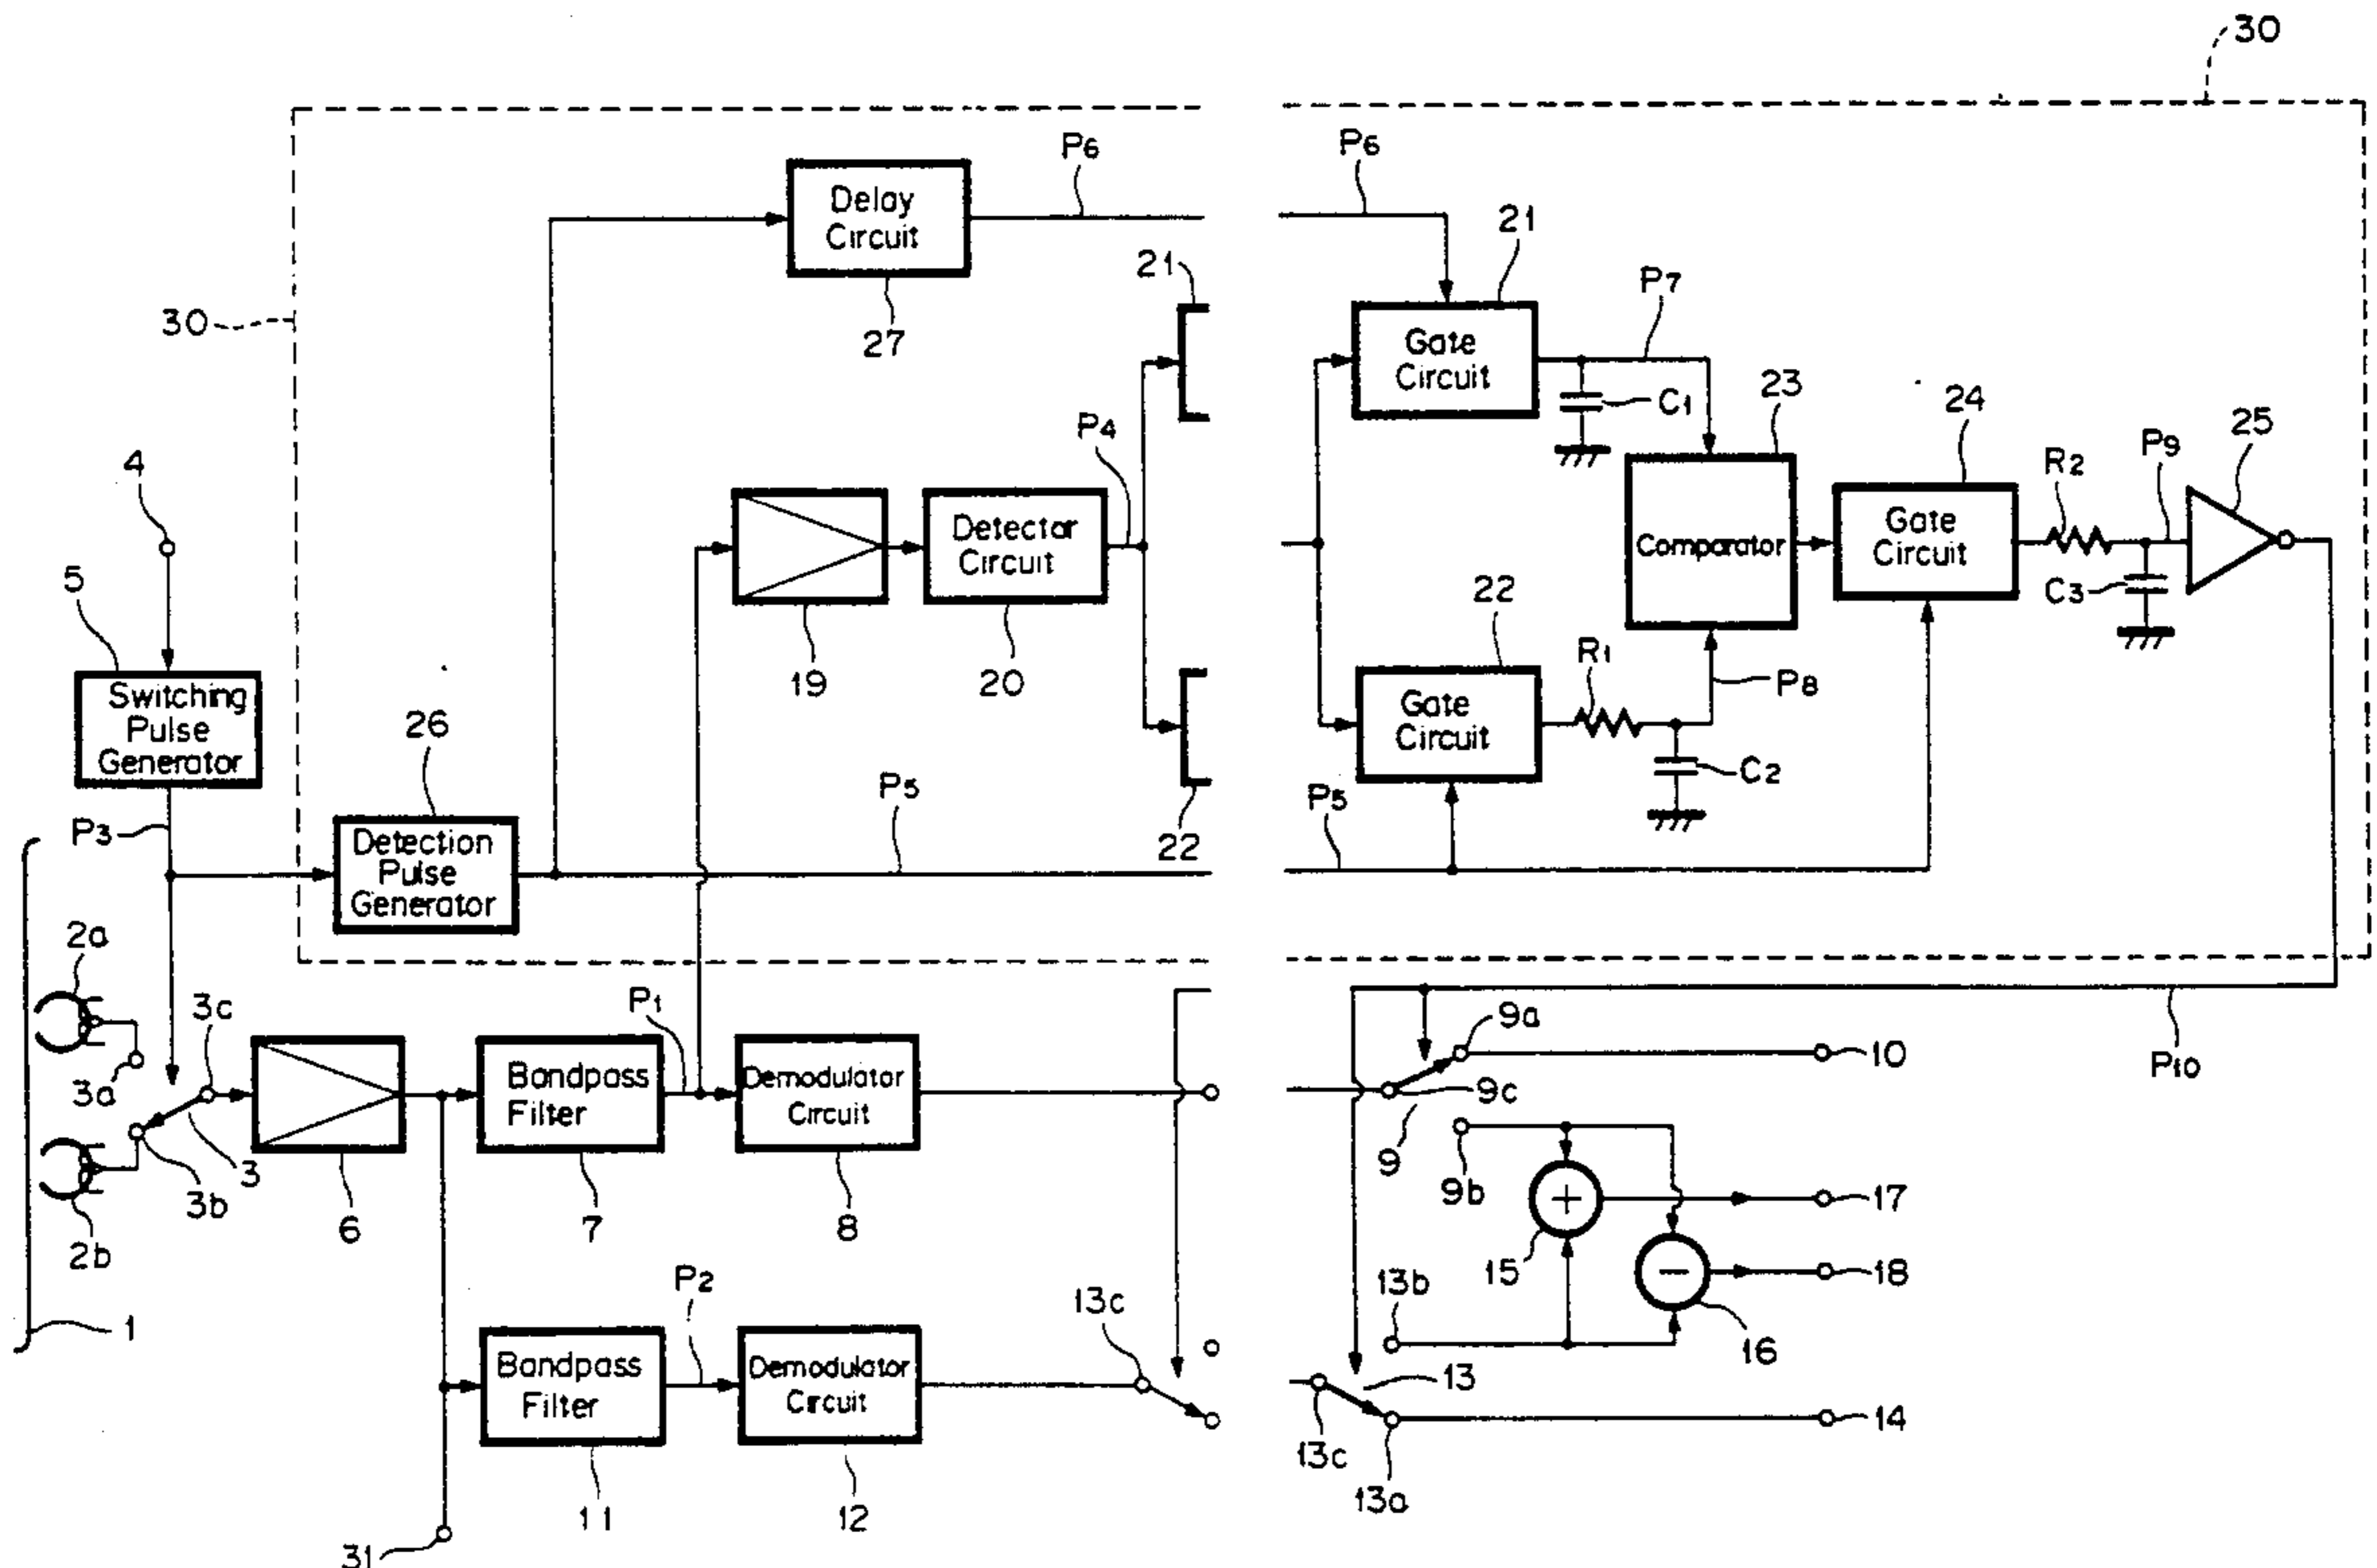 30
P6
P6
Delay
Circuit
21
21
P7
27
Gate
Circuit
30
C1
23
24
P4
P9
25
4
R2
Detector
Circuit
Gate
Circuit
Comparator
5
C3
22
R1
19
20
P8
Switching
Pulse
Generator
26
Gate
Circuit
C2
P5
P5
22
P3
Detection
Pulse
Generator
2a
3c
P1
9a
10
P10
3a
Bandpass
Filter
Demodulator
Circuit
9c
9
3
3b
9b
+
17
2b
6
7
8
15
−
18
P2
13c
13b
16
1
Bandpass
Filter
Demodulator
Circuit
13
14
13c
13a
11
12
31